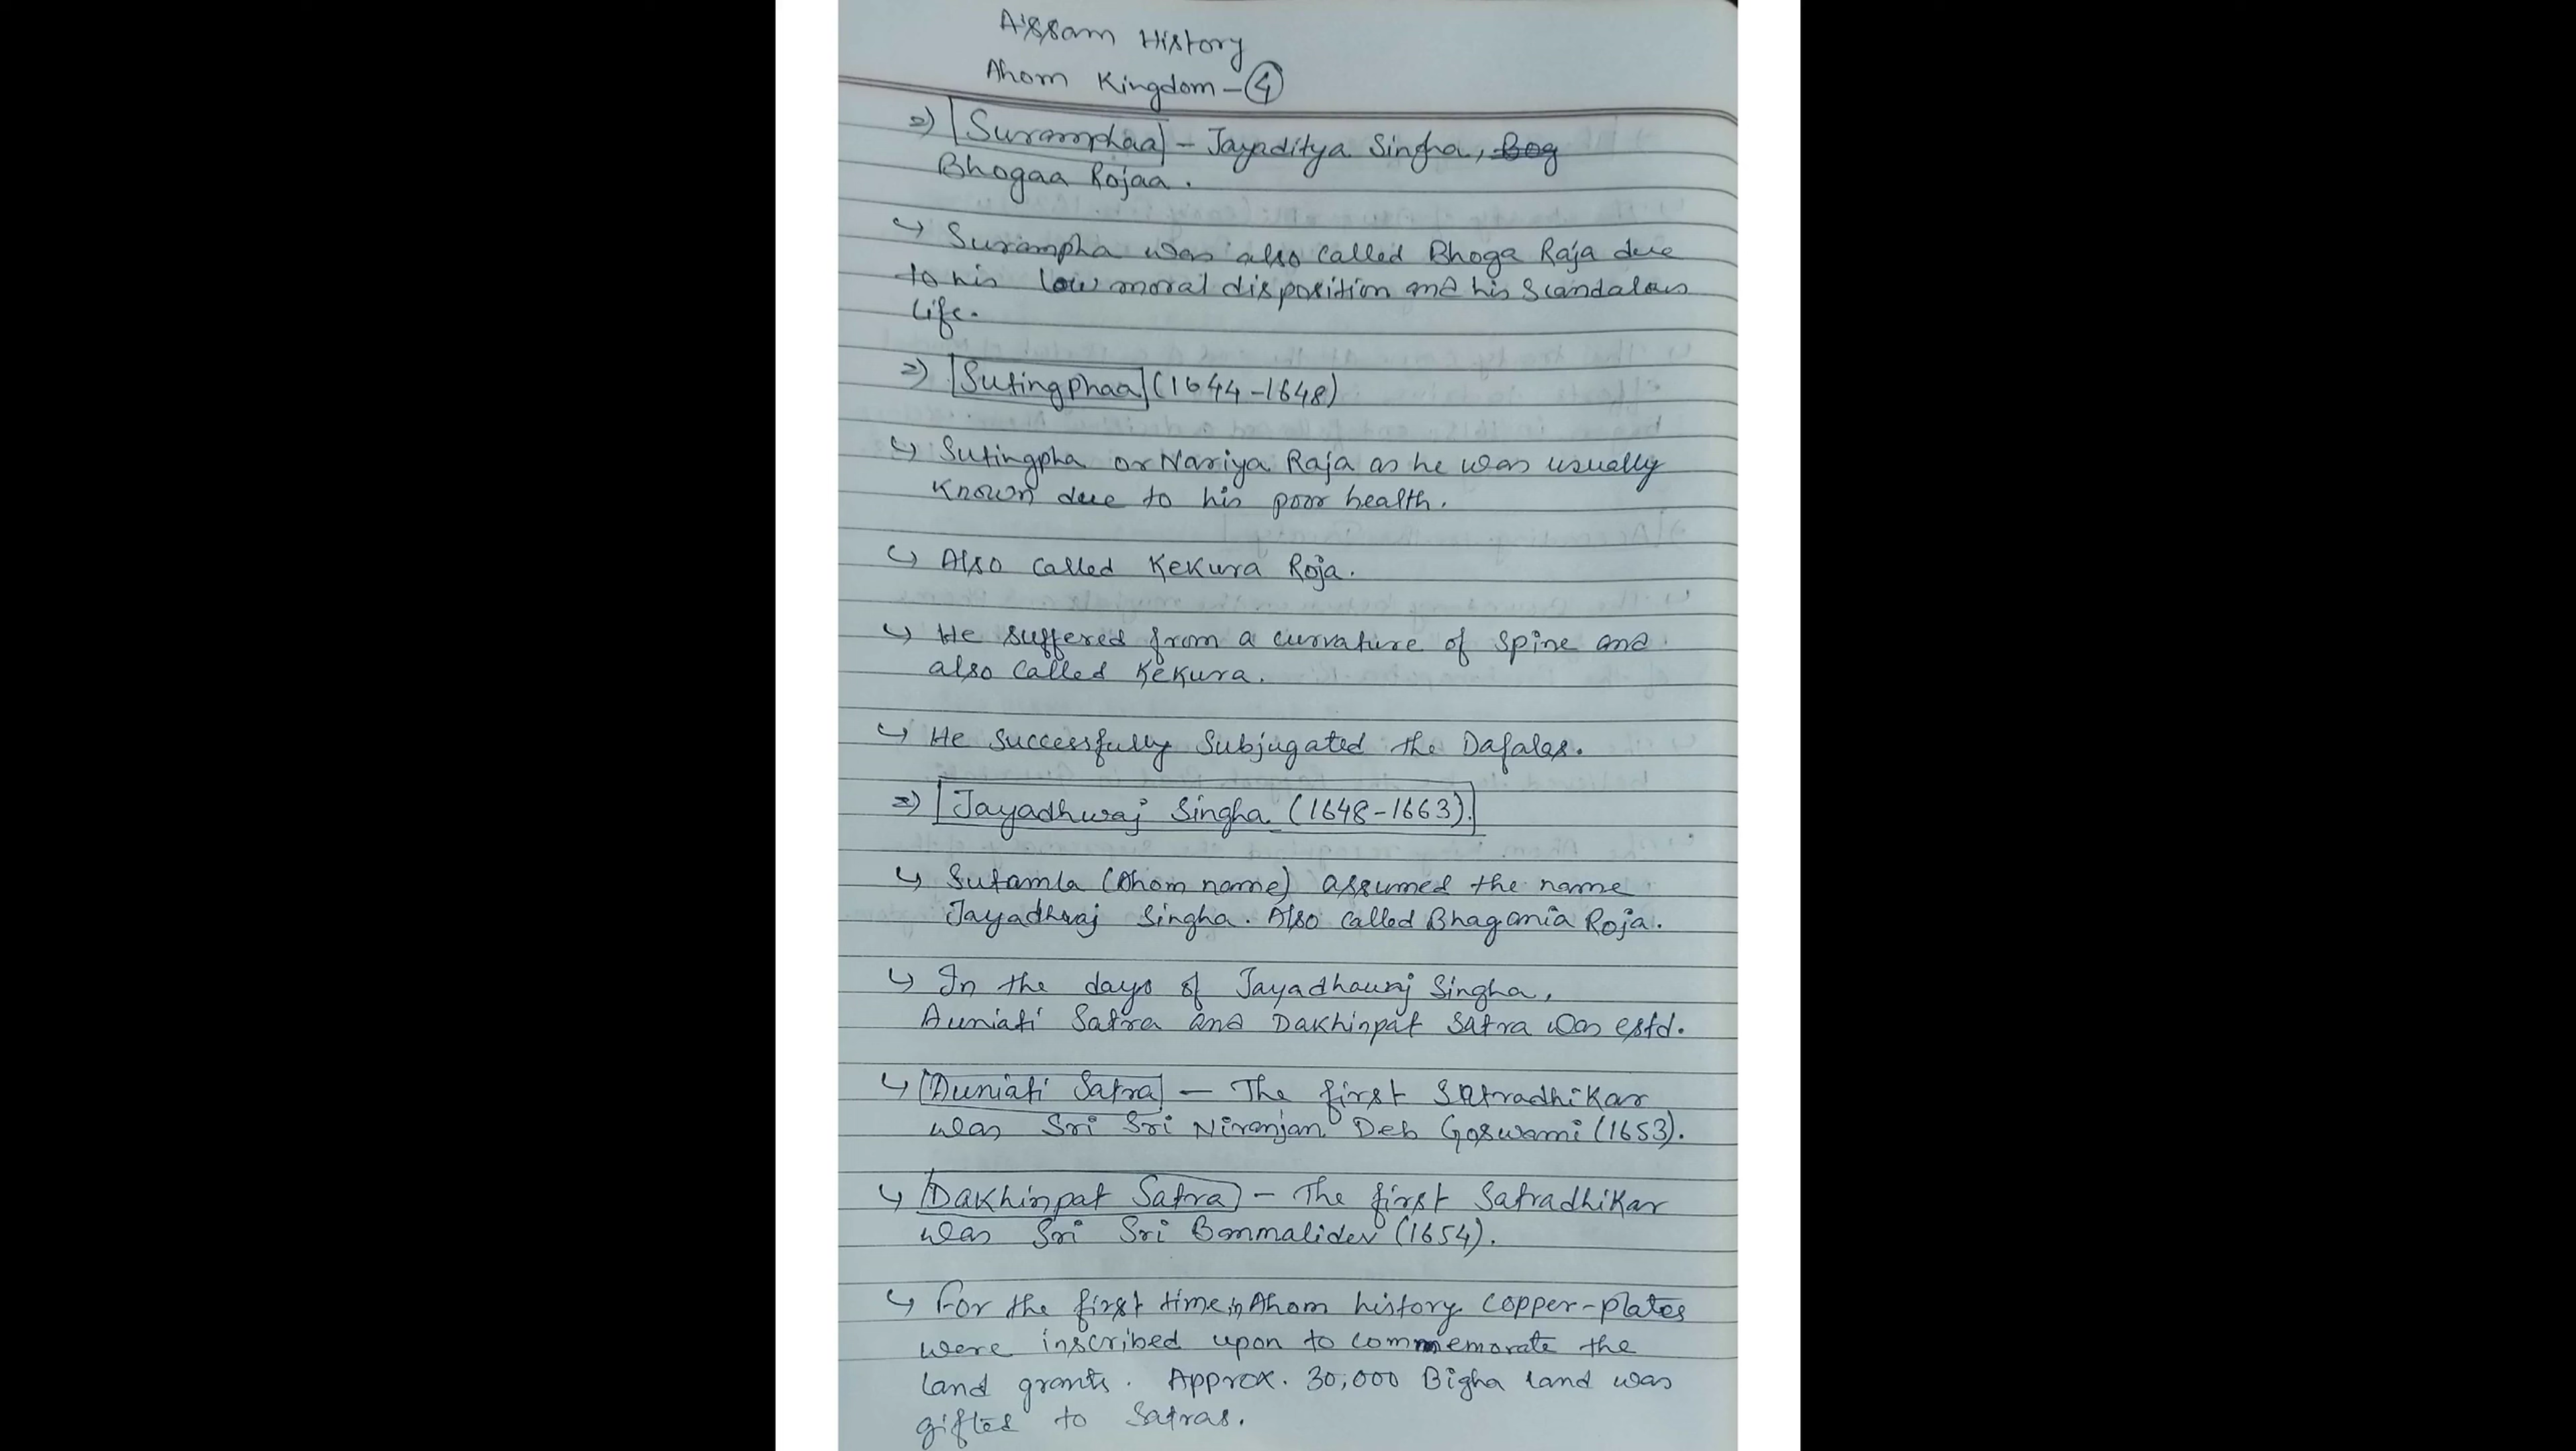 Assam History
Ahom Kingdom - 4
⇒ Suramphaa - Jayaditya Singha, Bog
Bhogaa Rojaa.
↪ Surampha was also called Bhoga Raja due
to his low moral disposition and his scandalous
life.
⇒ Sutingphaa (1644-1648)
↪ Sutingpha or Nariya Raja as he was usually
known due to his poor health.
↪ Also called Kekura Roja.
↪ He suffered from a curvature of spine and
also called Kekura.
↪ He successfully subjugated the Dafalas.
⇒ Jayadhwaj Singha (1648-1663).
↪ Sutamla (Ahom name) assumed the name
Jayadhwaj Singha. Also called Bhagania Roja.
↪ In the days of Jayadhawaj Singha,
Auniati Satra and Dakhinpat Satra was estd.
↪ Auniati Satra - The first Satradhikar
was Sri Sri Niranjan Deb Goswami (1653).
↪ Dakhinpat Satra - The first Satradhikar
was Sri Sri Banmalidev (1654).
↪ For the first time in Ahom history copper-plates
were inscribed upon to commemorate the
land grants. Approx. 30,000 Bigha land was
gifted to Satras.